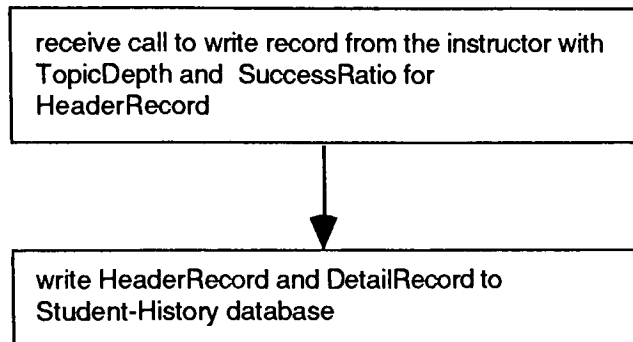 receive call to write record from the instructor with
TopicDepth and SuccessRatio for
HeaderRecord
write HeaderRecord and DetailRecord to
Student-History database